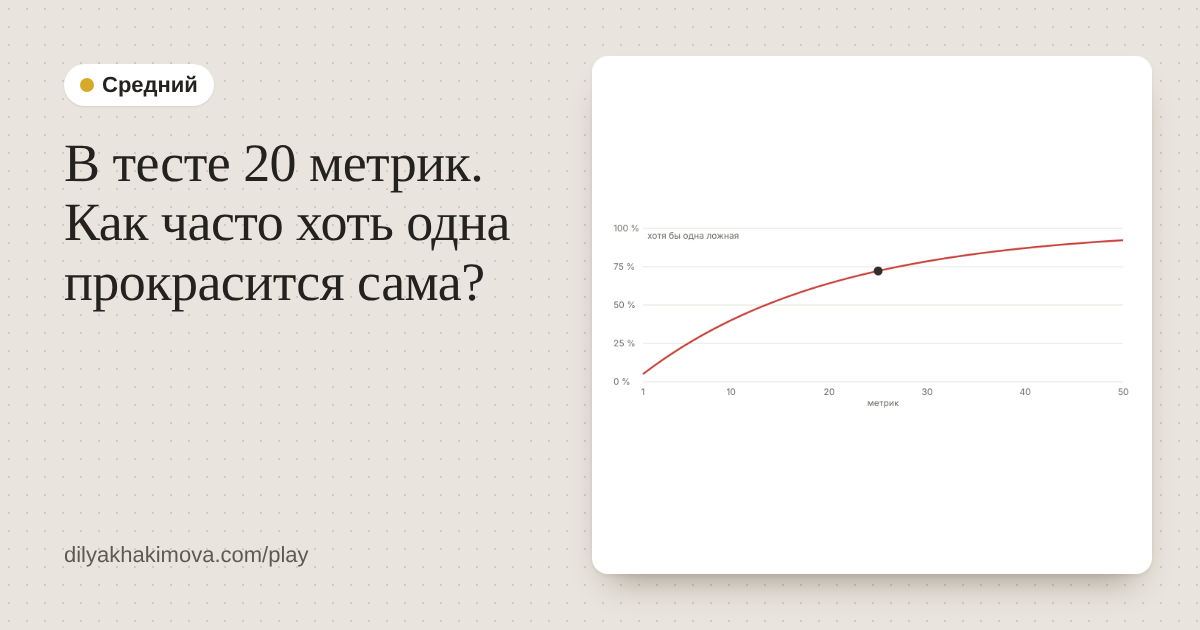 Средний
В тесте 20 метрик.
Как часто хоть одна
прокрасится сама?
dilyakhakimova.com/play
100 %
хотя бы одна ложная
75 %
50 %
25 %
0 %
1 10 20 30 40 50
метрик